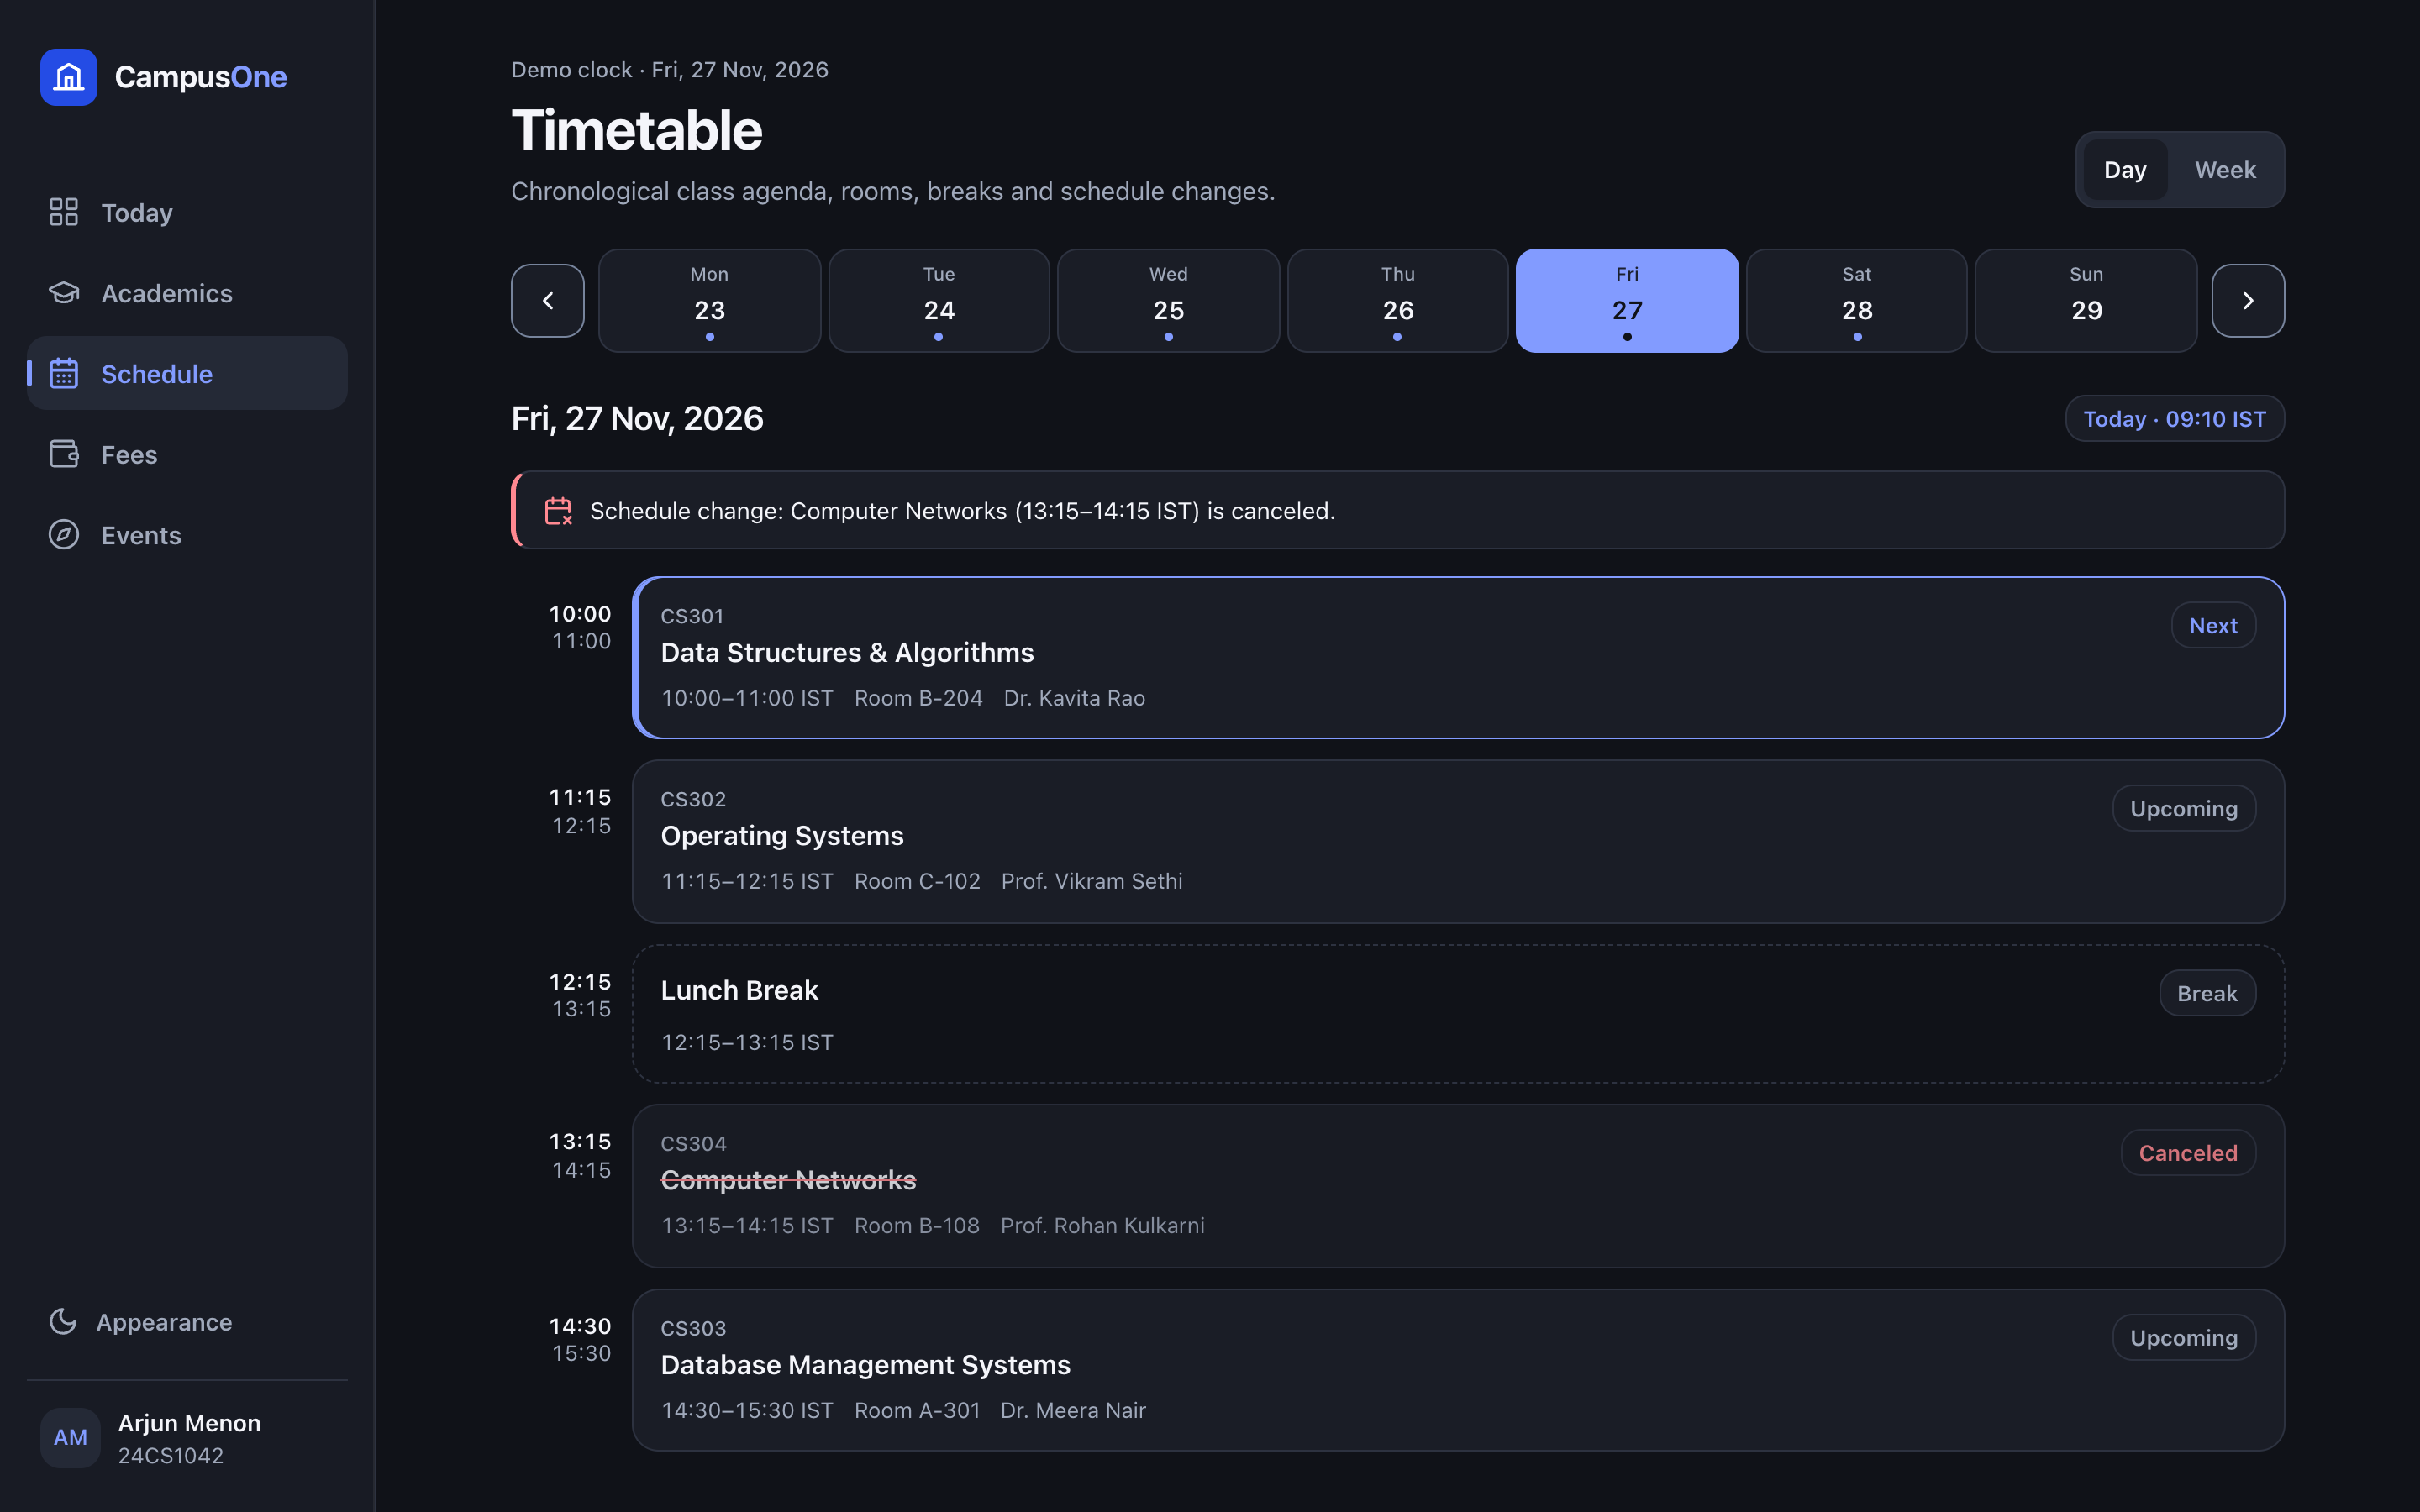 CampusOne
Today
Academics
Schedule
Fees
Events
Appearance
AM
Arjun Menon
24CS1042
Demo clock · Fri, 27 Nov, 2026
Timetable
Chronological class agenda, rooms, breaks and schedule changes.
Day Week
Mon
23
Tue
24
Wed
25
Thu
26
Fri
27
Sat
28
Sun
29
Fri, 27 Nov, 2026
Today · 09:10 IST
Schedule change: Computer Networks (13:15–14:15 IST) is canceled.
10:00
11:00
CS301
Data Structures & Algorithms
10:00–11:00 IST Room B-204 Dr. Kavita Rao
Next
11:15
12:15
CS302
Operating Systems
11:15–12:15 IST Room C-102 Prof. Vikram Sethi
Upcoming
12:15
13:15
Lunch Break
12:15–13:15 IST
Break
13:15
14:15
CS304
Computer Networks
13:15–14:15 IST Room B-108 Prof. Rohan Kulkarni
Canceled
14:30
15:30
CS303
Database Management Systems
14:30–15:30 IST Room A-301 Dr. Meera Nair
Upcoming